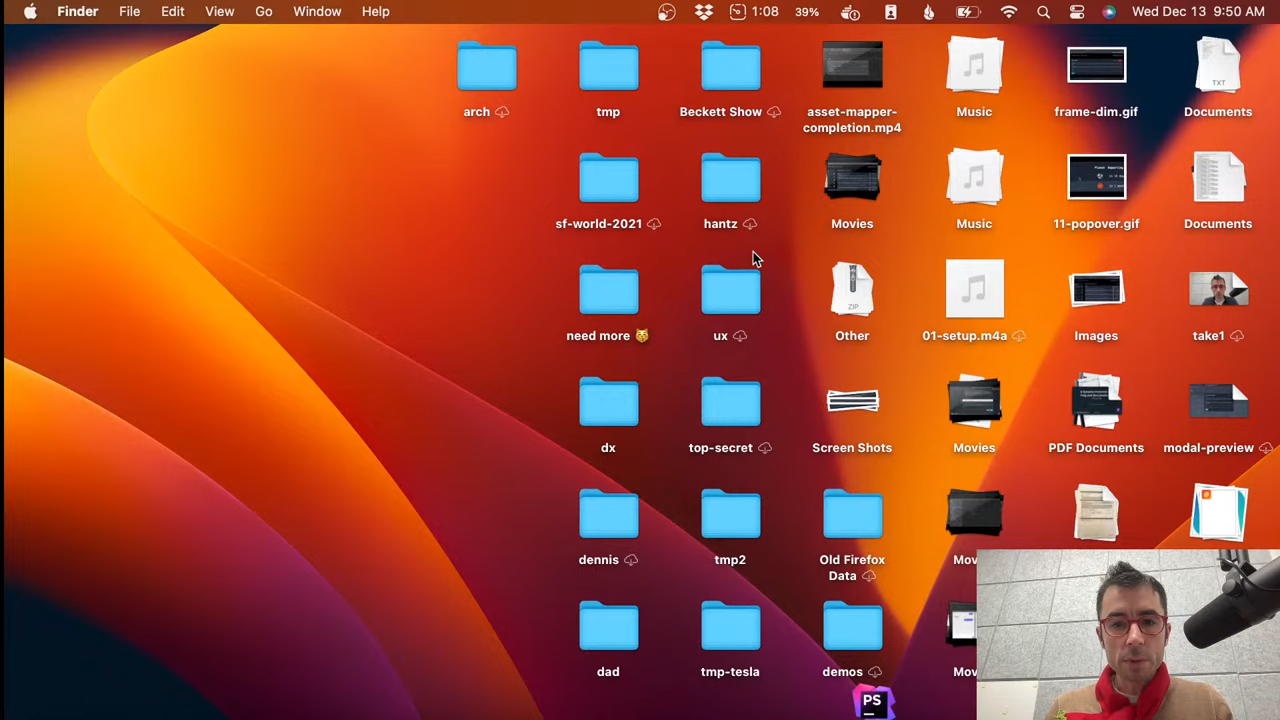 Finder File Edit View Go Window Help 1:08 39% Wed Dec 13 9:50 AM
arch tmp Beckett Show asset-mapper-completion.mp4 Music frame-dim.gif Documents
TXT
sf-world-2021 hantz Movies Music 11-popover.gif Documents
ZIP
need more 😽 ux Other 01-setup.m4a Images take1
dx top-secret Screen Shots Movies PDF Documents modal-preview
dennis tmp2 Old Firefox Data Mov
dad tmp-tesla demos Mov
PS